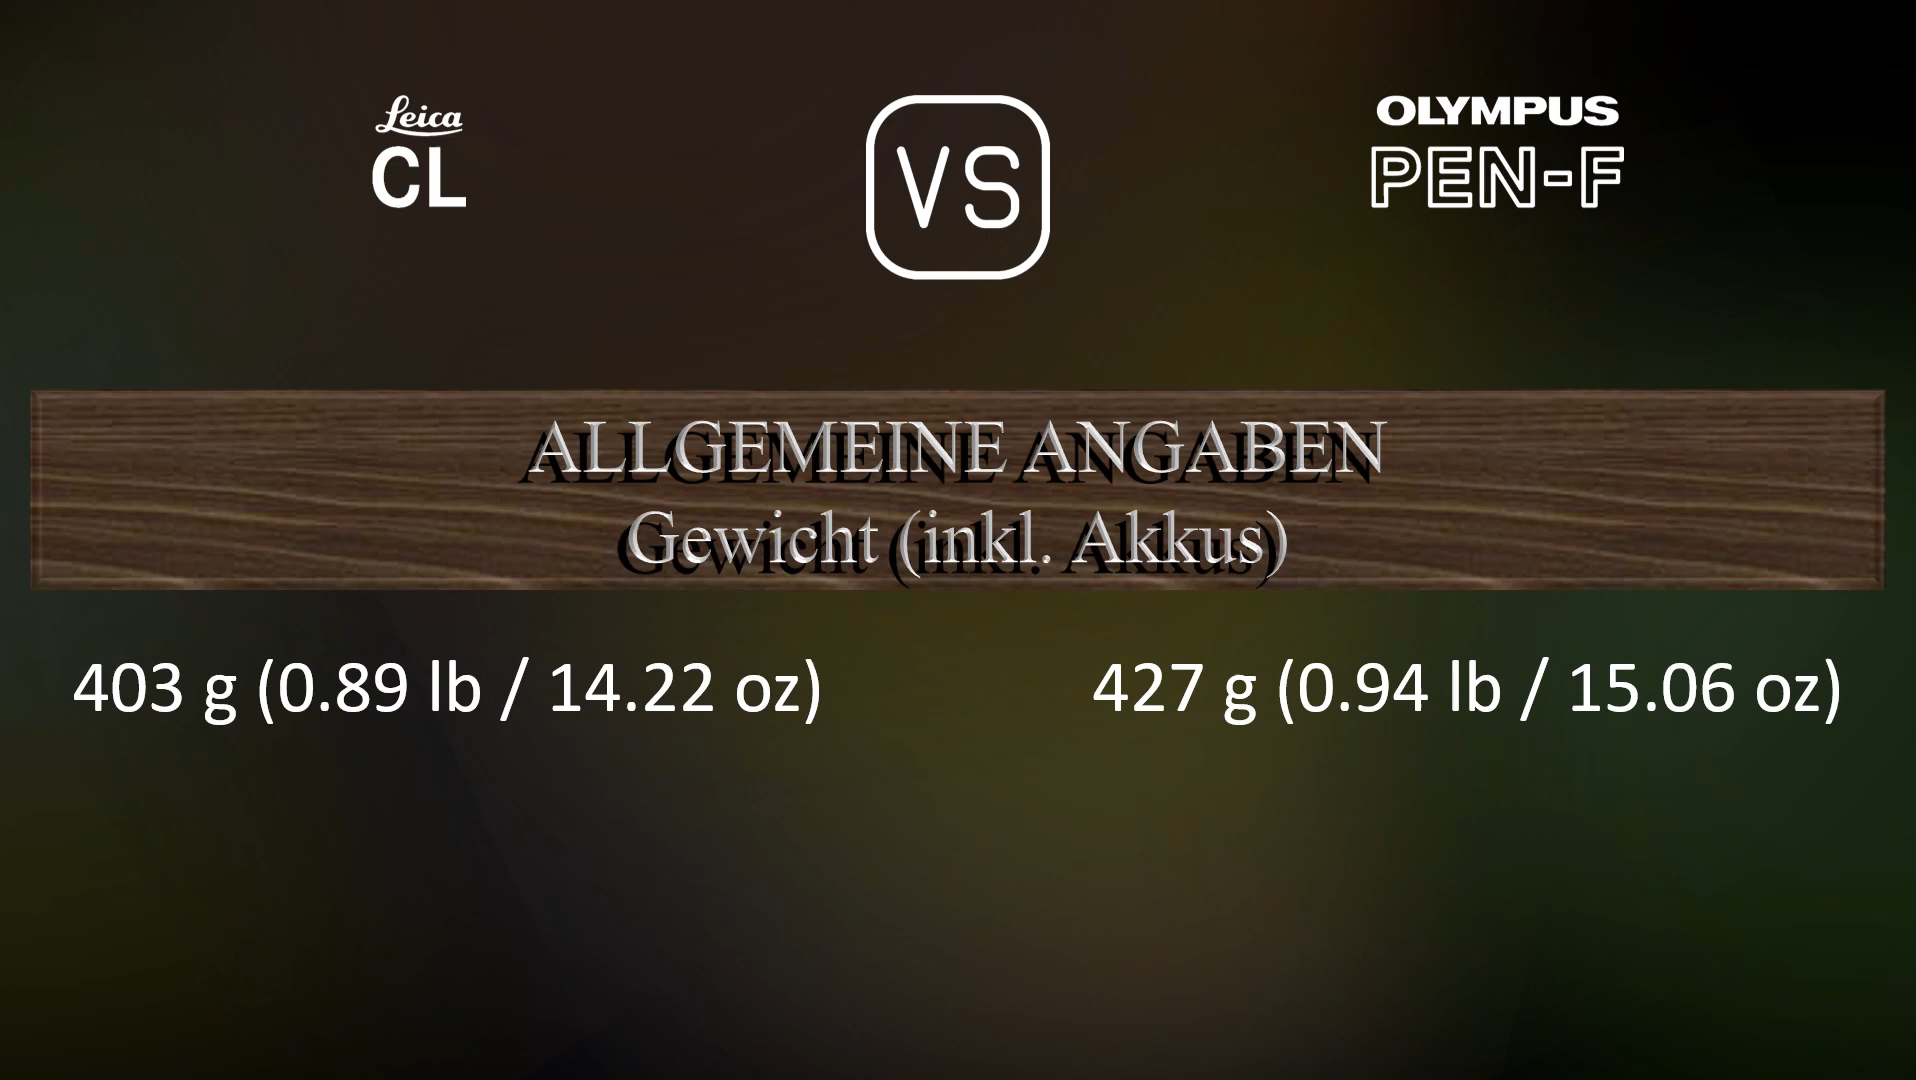 Leica
CL
VS
OLYMPUS
PEN-F
ALLGEMEINE ANGABEN
Gewicht (inkl. Akkus)
403 g (0.89 lb / 14.22 oz)
427 g (0.94 lb / 15.06 oz)